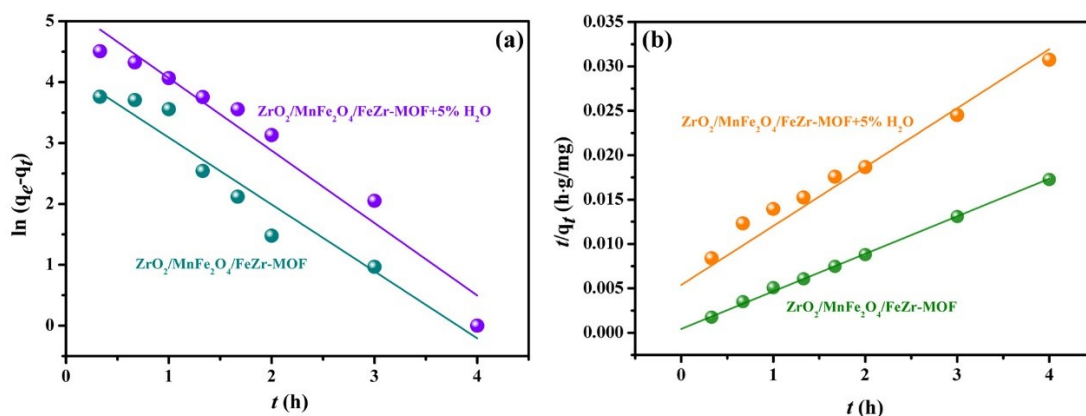 (a)
5
4
3
2
1
0
ln (qₑ-qₜ)
ZrO₂/MnFe₂O₄/FeZr-MOF+5% H₂O
ZrO₂/MnFe₂O₄/FeZr-MOF
0 1 2 3 4 5
t (h)
(b)
0.035
0.030
0.025
0.020
0.015
0.010
0.005
0.000
t/qₜ (h·g/mg)
ZrO₂/MnFe₂O₄/FeZr-MOF+5% H₂O
ZrO₂/MnFe₂O₄/FeZr-MOF
0 1 2 3 4
t (h)